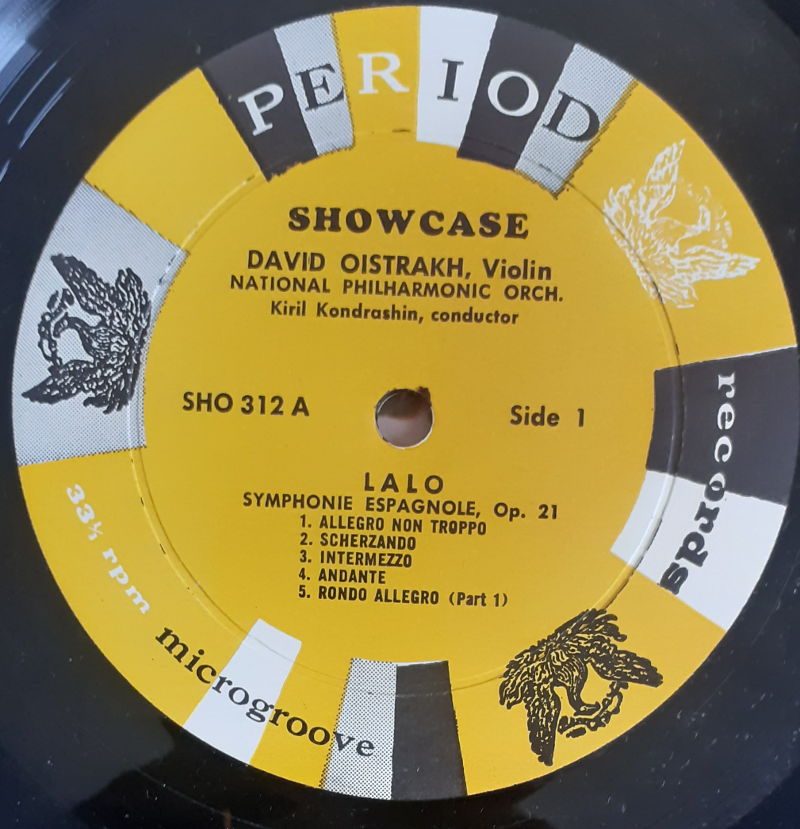 PERIOD
SHOWCASE
DAVID OISTRAKH, Violin
NATIONAL PHILHARMONIC ORCH.
Kiril Kondrashin, conductor
SHO 312 A
Side 1
records
LALO
SYMPHONIE ESPAGNOLE, Op. 21
1. ALLEGRO NON TROPPO
2. SCHERZANDO
3. INTERMEZZO
4. ANDANTE
5. RONDO ALLEGRO (Part 1)
33⅓ rpm
microgroove